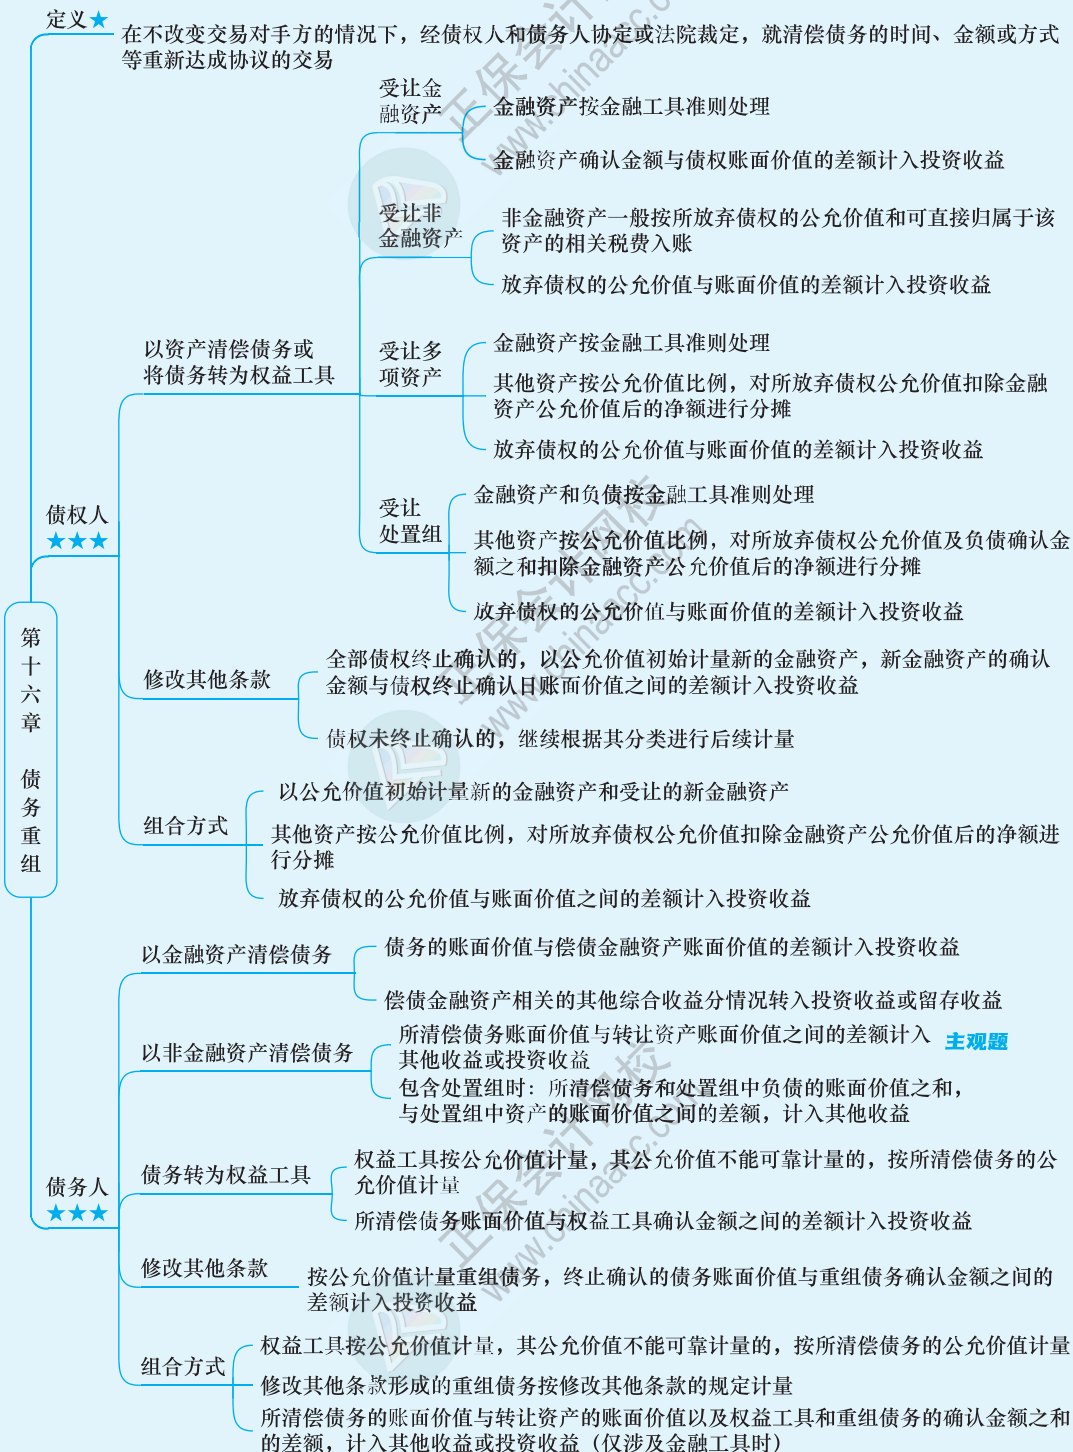 定义★
在不改变交易对手方的情况下，经债权人和债务人协定或法院裁定，就清偿债务的时间、金额或方式
等重新达成协议的交易
受让金
融资产
金融资产按金融工具准则处理
金融资产确认金额与债权账面价值的差额计入投资收益
受让非
金融资产
非金融资产一般按所放弃债权的公允价值和可直接归属于该
资产的相关税费入账
放弃债权的公允价值与账面价值的差额计入投资收益
以资产清偿债务或
将债务转为权益工具
受让多
项资产
金融资产按金融工具准则处理
其他资产按公允价值比例，对所放弃债权公允价值扣除金融
资产公允价值后的净额进行分摊
放弃债权的公允价值与账面价值的差额计入投资收益
债权人
★★★
受让
处置组
金融资产和负债按金融工具准则处理
其他资产按公允价值比例，对所放弃债权公允价值及负债确认金
额之和扣除金融资产公允价值后的净额进行分摊
放弃债权的公允价值与账面价值的差额计入投资收益
第十六章 债务重组
修改其他条款
全部债权终止确认的，以公允价值初始计量新的金融资产，新金融资产的确认
金额与债权终止确认日账面价值之间的差额计入投资收益
债权未终止确认的，继续根据其分类进行后续计量
组合方式
以公允价值初始计量新的金融资产和受让的新金融资产
其他资产按公允价值比例，对所放弃债权公允价值扣除金融资产公允价值后的净额进
行分摊
放弃债权的公允价值与账面价值之间的差额计入投资收益
以金融资产清偿债务
债务的账面价值与偿债金融资产账面价值的差额计入投资收益
偿债金融资产相关的其他综合收益分情况转入投资收益或留存收益
以非金融资产清偿债务
所清偿债务账面价值与转让资产账面价值之间的差额计入
其他收益或投资收益
主观题
包含处置组时：所清偿债务和处置组中负债的账面价值之和，
与处置组中资产的账面价值之间的差额，计入其他收益
债务人
★★★
债务转为权益工具
权益工具按公允价值计量，其公允价值不能可靠计量的，按所清偿债务的公
允价值计量
所清偿债务账面价值与权益工具确认金额之间的差额计入投资收益
修改其他条款
按公允价值计量重组债务，终止确认的债务账面价值与重组债务确认金额之间的
差额计入投资收益
组合方式
权益工具按公允价值计量，其公允价值不能可靠计量的，按所清偿债务的公允价值计量
修改其他条款形成的重组债务按修改其他条款的规定计量
所清偿债务的账面价值与转让资产的账面价值以及权益工具和重组债务的确认金额之和
的差额，计入其他收益或投资收益（仅涉及金融工具时）
正保会计网校
www.chinaacc.com
正保会计网校
www.chinaacc.com
正保会计网校
www.chinaacc.com